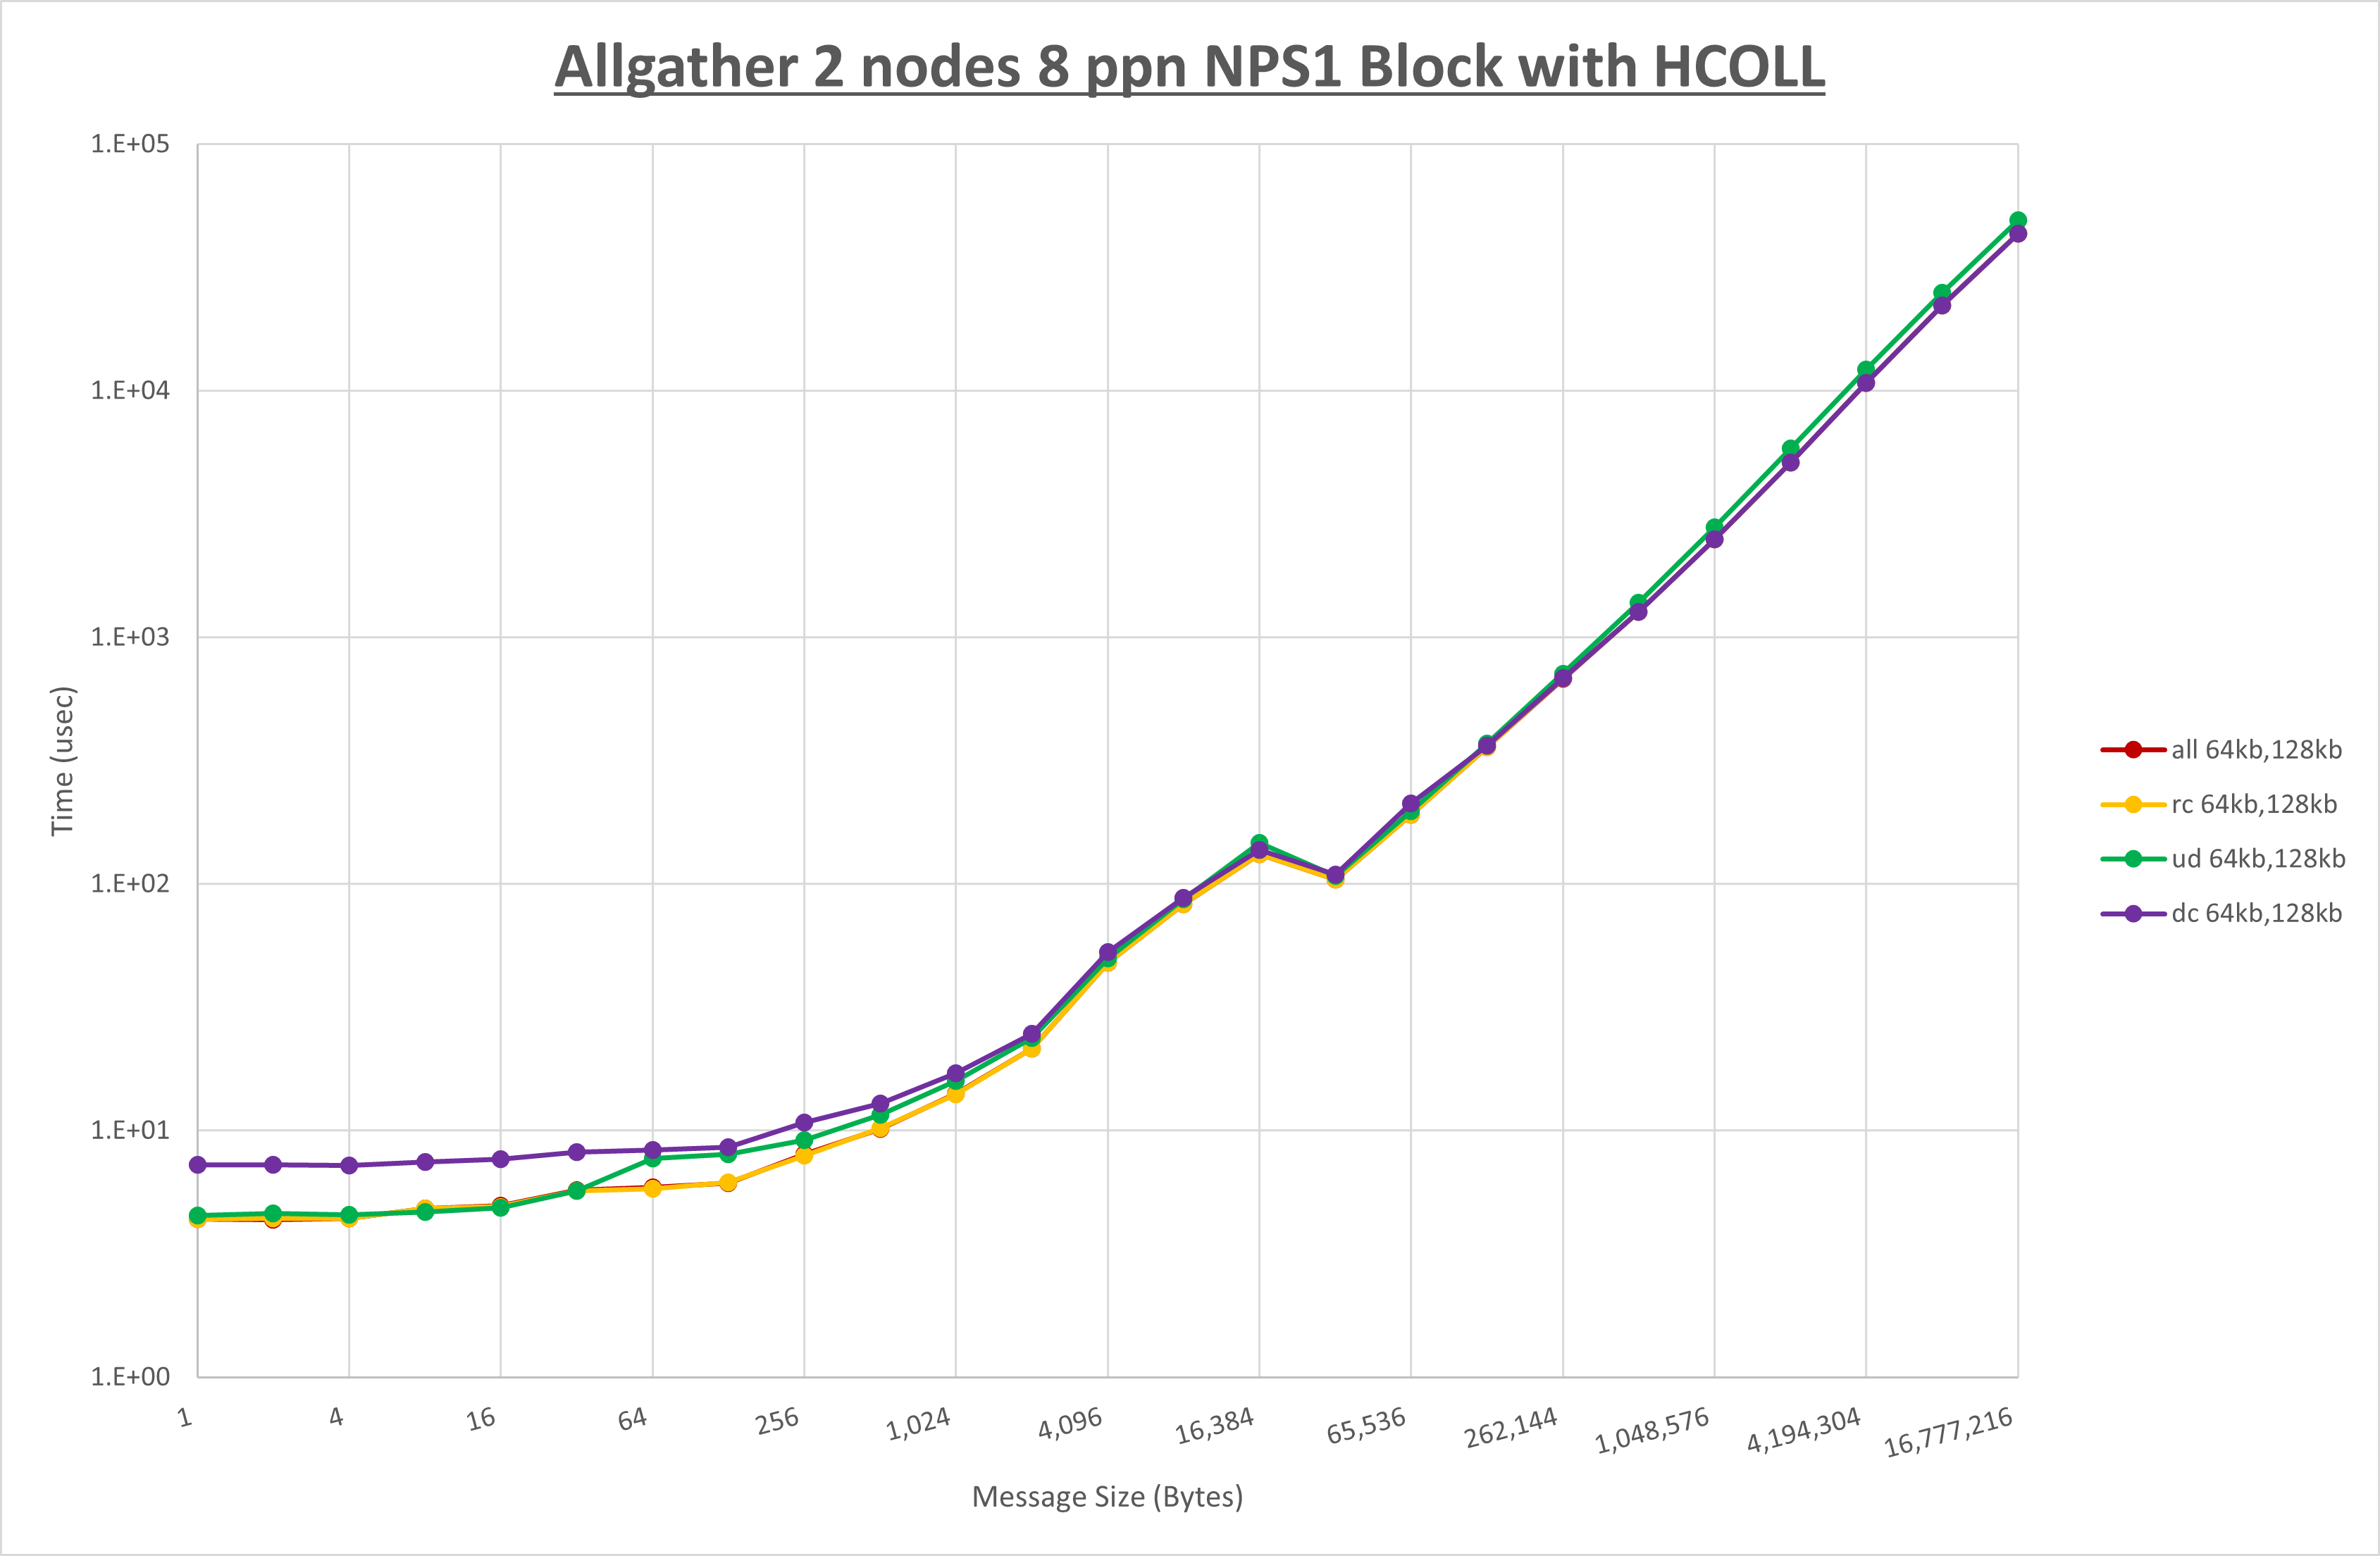 Allgather 2 nodes 8 ppn NPS1 Block with HCOLL
1.E+05
1.E+04
1.E+03
1.E+02
1.E+01
1.E+00
Time (usec)
1
4
16
64
256
1,024
4,096
16,384
65,536
262,144
1,048,576
4,194,304
16,777,216
Message Size (Bytes)
all 64kb,128kb
rc 64kb,128kb
ud 64kb,128kb
dc 64kb,128kb